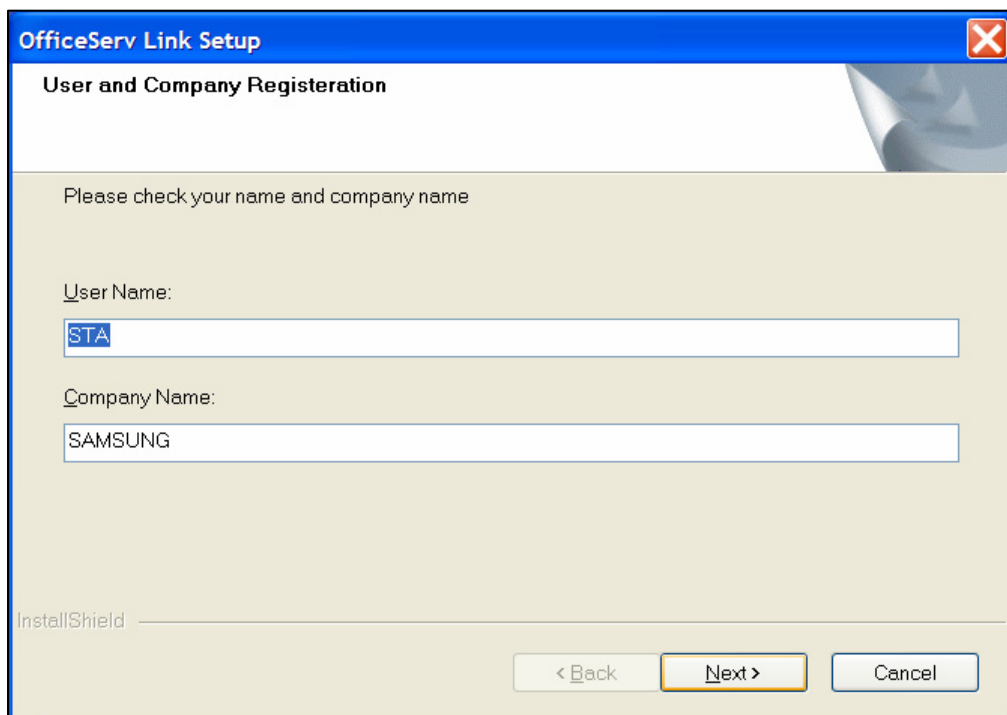 OfficeServ Link Setup
User and Company Registeration
Please check your name and company name
User Name:
STA
Company Name:
SAMSUNG
InstallShield
< Back Next > Cancel